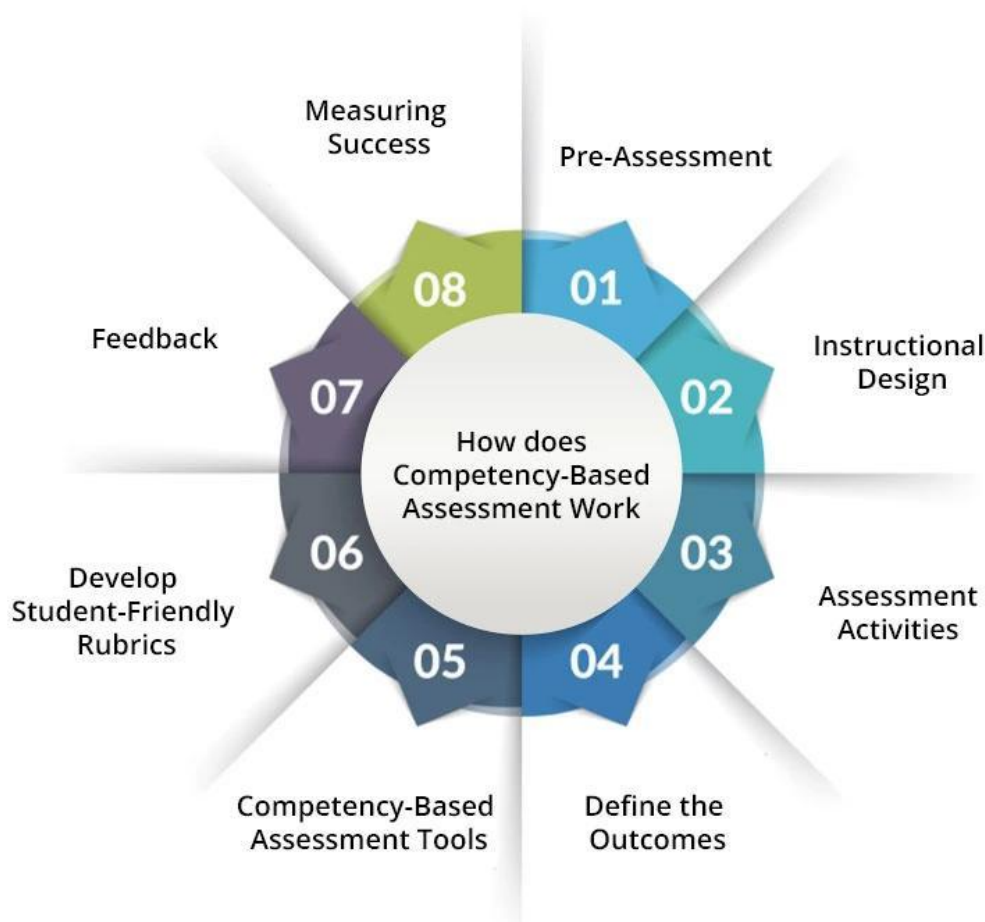 How does
Competency-Based
Assessment Work
01
Pre-Assessment
02
Instructional
Design
03
Assessment
Activities
04
Define the
Outcomes
05
Competency-Based
Assessment Tools
06
Develop
Student-Friendly
Rubrics
07
Feedback
08
Measuring
Success